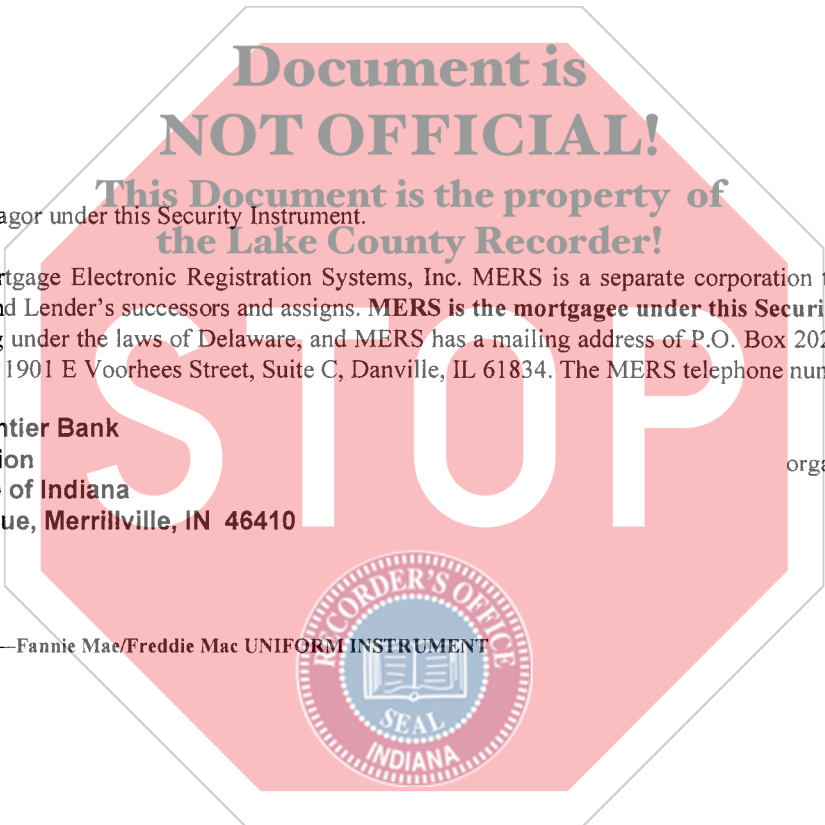 Document is
NOT OFFICIAL!
This Document is the property of
agor under this Security Instrument.
the Lake County Recorder!
rtgage Electronic Registration Systems, Inc. MERS is a separate corporation t
nd Lender's successors and assigns. MERS is the mortgagee under this Securi
g under the laws of Delaware, and MERS has a mailing address of P.O. Box 202
1901 E Voorhees Street, Suite C, Danville, IL 61834. The MERS telephone num
STOP
ntier Bank
ion
orga
of Indiana
ue, Merrillville, IN 46410
—Fannie Mae/Freddie Mac UNIFORM INSTRUMENT
RECORDER'S OFFICE
SEAL
INDIANA